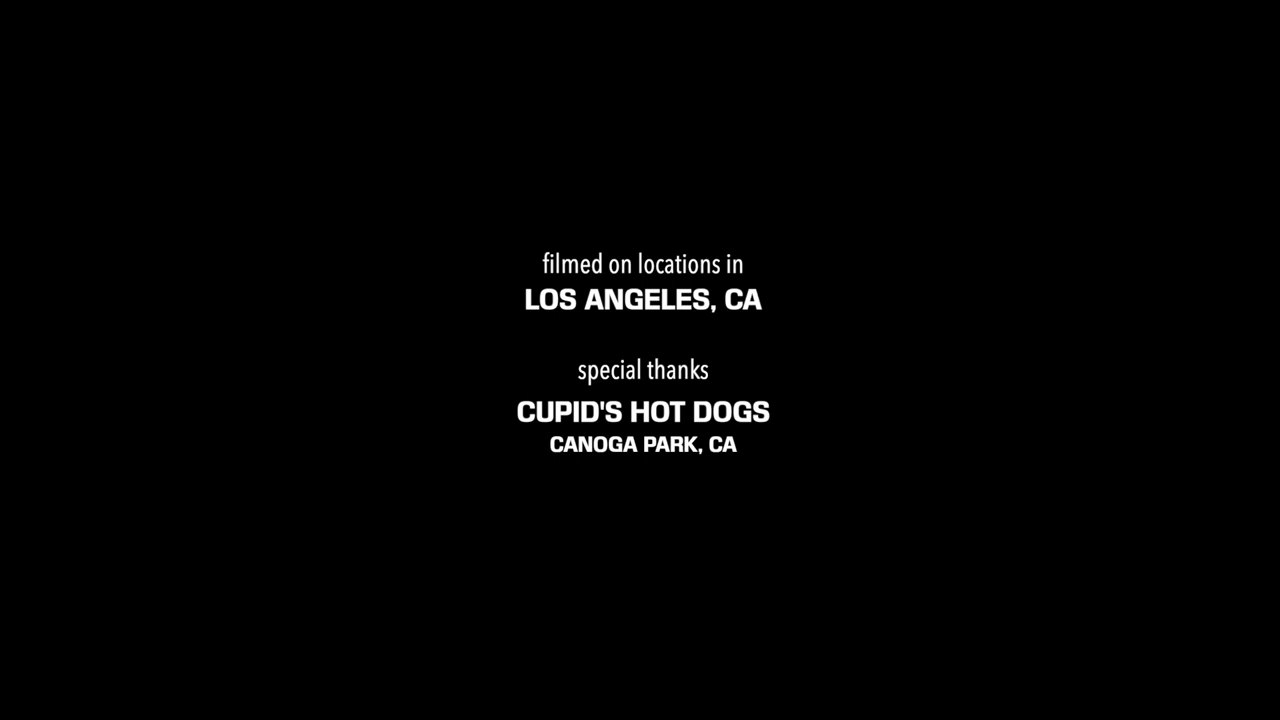 filmed on locations in
LOS ANGELES, CA
special thanks
CUPID'S HOT DOGS
CANOGA PARK, CA